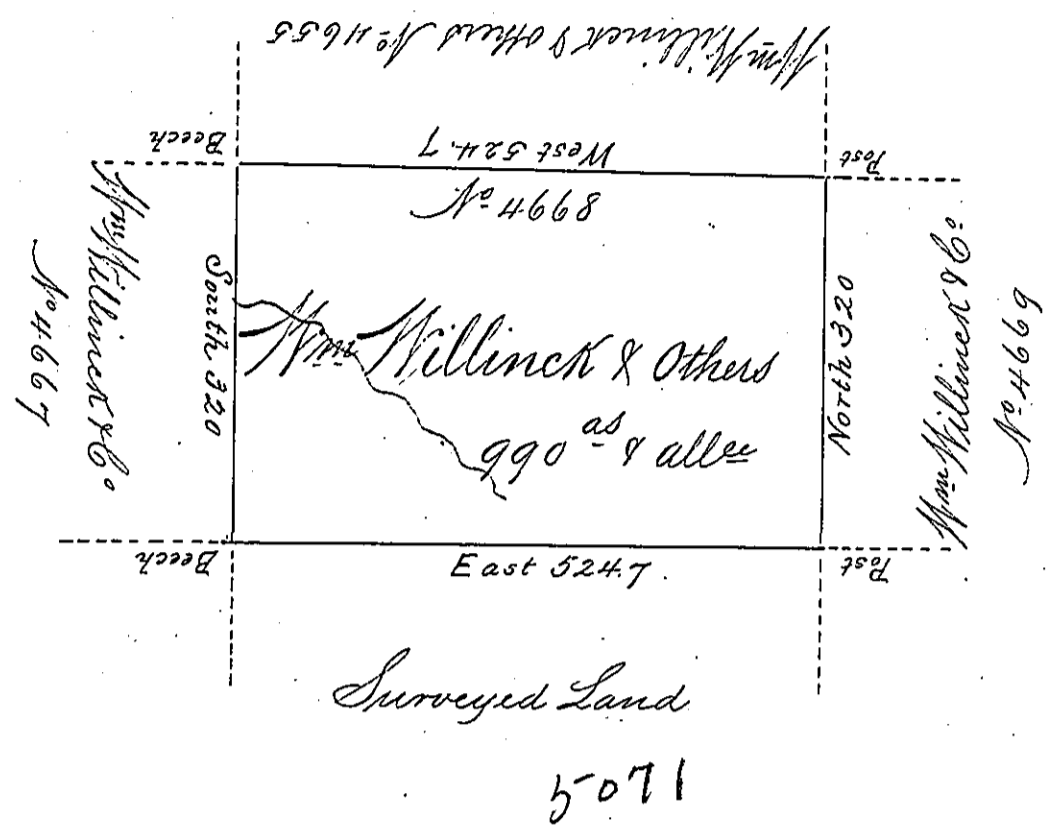 Wm Willinck & others No 4655
Beech
West 524.7
Post
No 4668
No 4667
Wm Willinck & Co
South 320
Wm Willinck & Others
990 as & allce
North 320
Wm Willinck & Co
No 4669
Beech
East 524.7
Post
Surveyed Land
5071